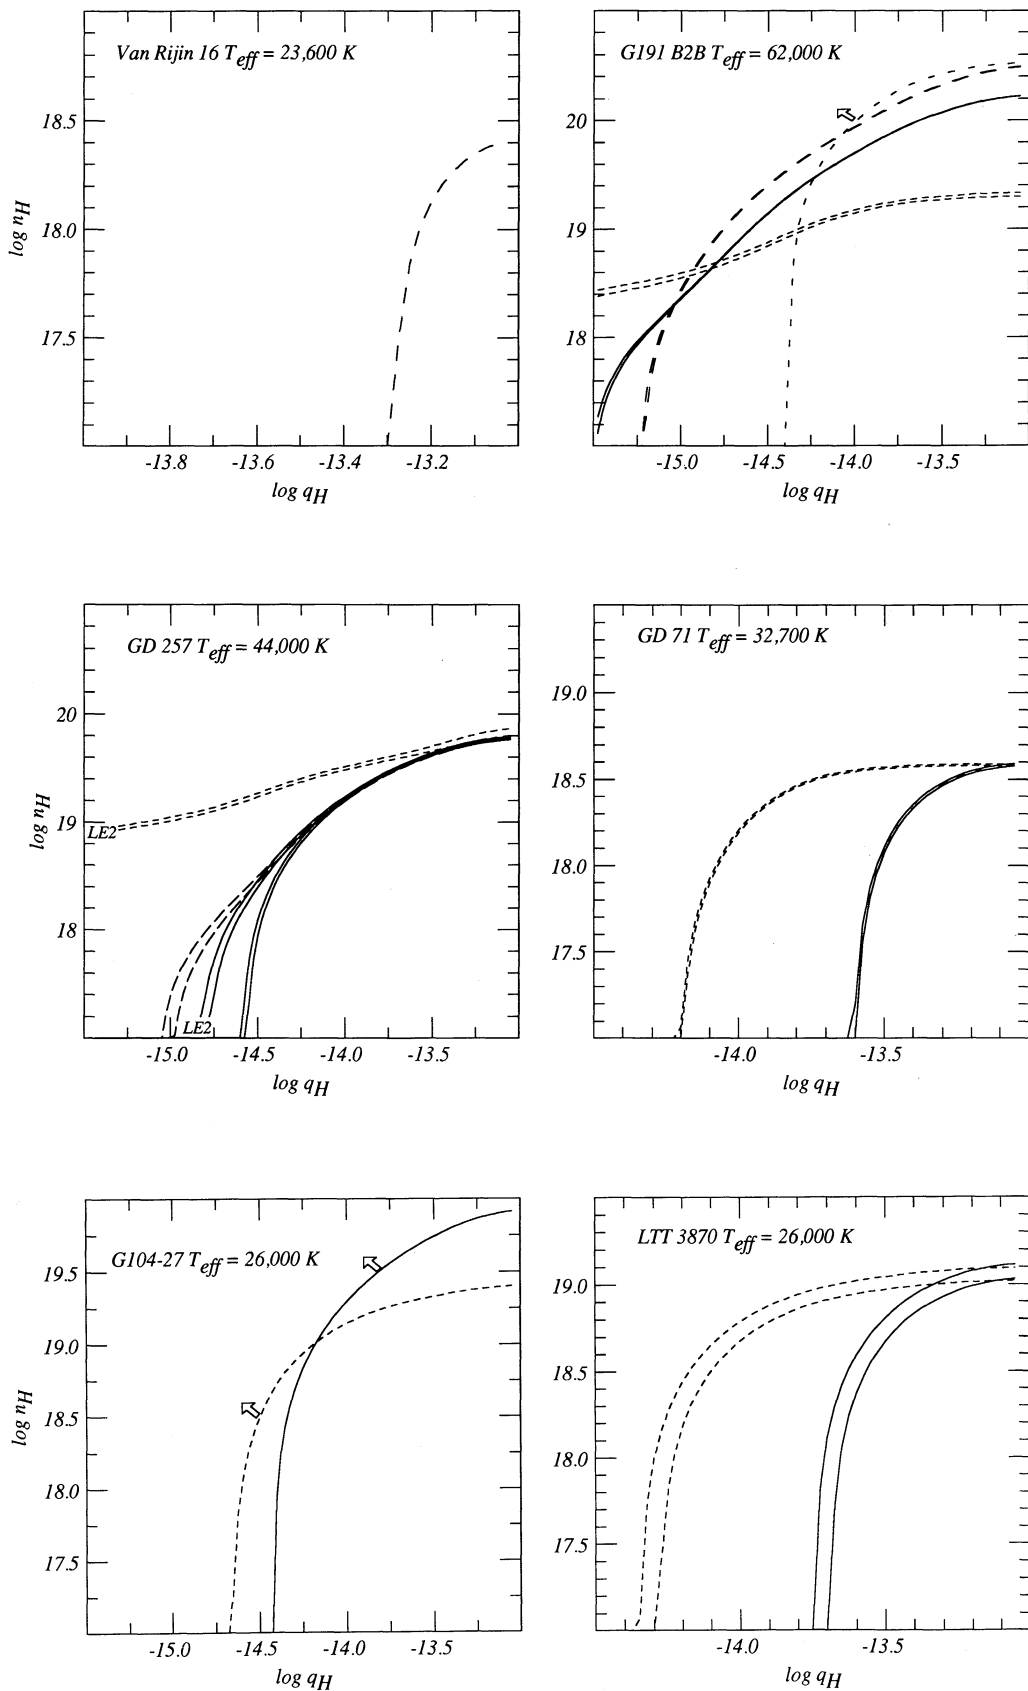 Van Rijin 16 Teff = 23,600 K
18.5
18.0
17.5
log nH
-13.8
-13.6
-13.4
-13.2
log qH
G191 B2B Teff = 62,000 K
20
19
18
-15.0
-14.5
-14.0
-13.5
log qH
GD 257 Teff = 44,000 K
20
19
18
log nH
LE2
LE2
-15.0
-14.5
-14.0
-13.5
log qH
GD 71 Teff = 32,700 K
19.0
18.5
18.0
17.5
-14.0
-13.5
log qH
G104-27 Teff = 26,000 K
19.5
19.0
18.5
18.0
17.5
log nH
-15.0
-14.5
-14.0
-13.5
log qH
LTT 3870 Teff = 26,000 K
19.0
18.5
18.0
17.5
-14.0
-13.5
log qH